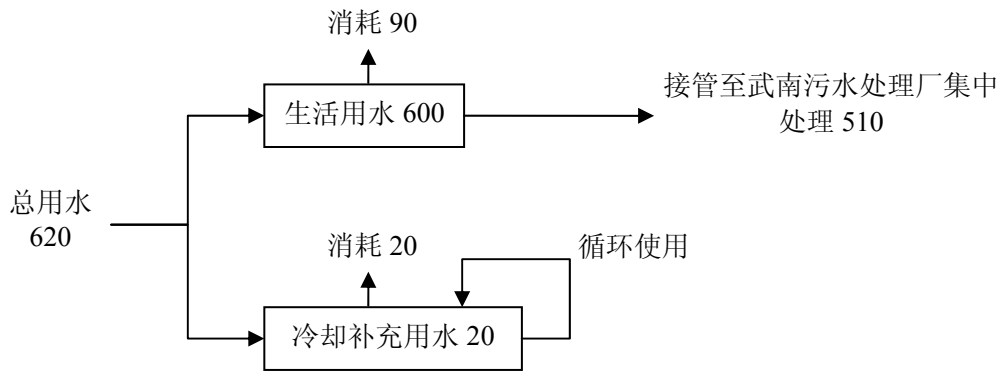 消耗 90
生活用水 600
接管至武南污水处理厂集中
处理 510
总用水
620
消耗 20
循环使用
冷却补充用水 20